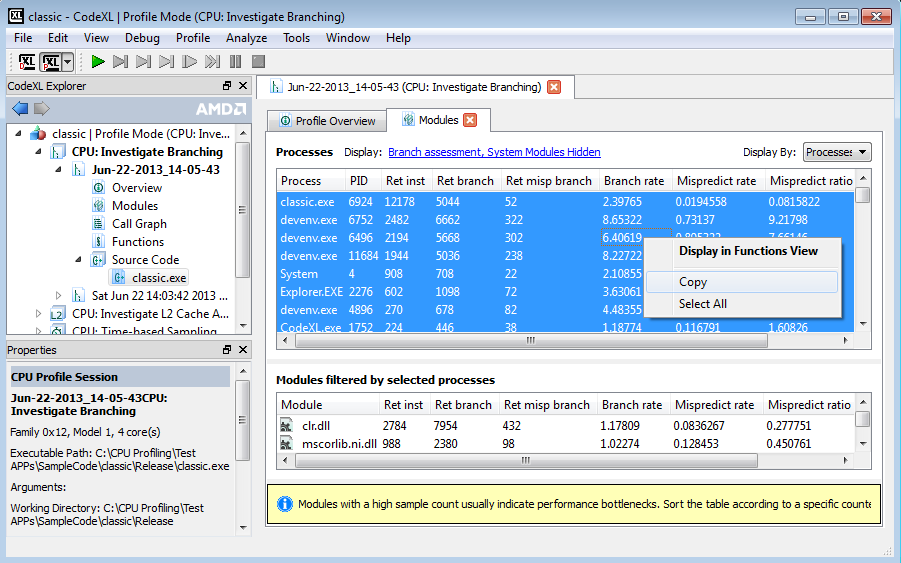 classic - CodeXL | Profile Mode (CPU: Investigate Branching)
File Edit View Debug Profile Analyze Tools Window Help
CodeXL Explorer
AMD
classic | Profile Mode (CPU: Inve...
CPU: Investigate Branching
Jun-22-2013_14-05-43
Overview
Modules
Call Graph
Functions
Source Code
classic.exe
Sat Jun 22 14:03:42 2013 ...
CPU: Investigate L2 Cache A...
CPU: Time-based Sampling
Properties
CPU Profile Session
Jun-22-2013_14-05-43CPU:
Investigate Branching
Family 0x12, Model 1, 4 core(s)
Executable Path: C:\CPU Profiling\Test
APPs\SampleCode\classic\Release\classic.exe
Arguments:
Working Directory: C:\CPU Profiling\Test
APPs\SampleCode\classic\Release
Jun-22-2013_14-05-43 (CPU: Investigate Branching)
Profile Overview Modules
Processes Display: Branch assessment, System Modules Hidden Display By: Processes
Process PID Ret inst Ret branch Ret misp branch Branch rate Mispredict rate Mispredict ratio
classic.exe 6924 12178 5044 52 2.39765 0.0194558 0.0815822
devenv.exe 6752 2482 6662 322 8.65322 0.73137 9.21798
devenv.exe 6496 2194 5668 302 6.40619
devenv.exe 11684 1944 5036 238 8.22722
System 4 908 708 22 2.10855
Explorer.EXE 2276 602 1098 72 3.63061
devenv.exe 4896 270 678 82 4.48355
CodeXL.exe 1752 224 446 38 1.18774 0.116791 1.60826
Display in Functions View
Copy
Select All
Modules filtered by selected processes
Module Ret inst Ret branch Ret misp branch Branch rate Mispredict rate Mispredict ratio
clr.dll 2784 7954 432 1.17809 0.0836267 0.277751
mscorlib.ni.dll 988 2380 98 1.02274 0.128453 0.450761
Modules with a high sample count usually indicate performance bottlenecks. Sort the table according to a specific counte